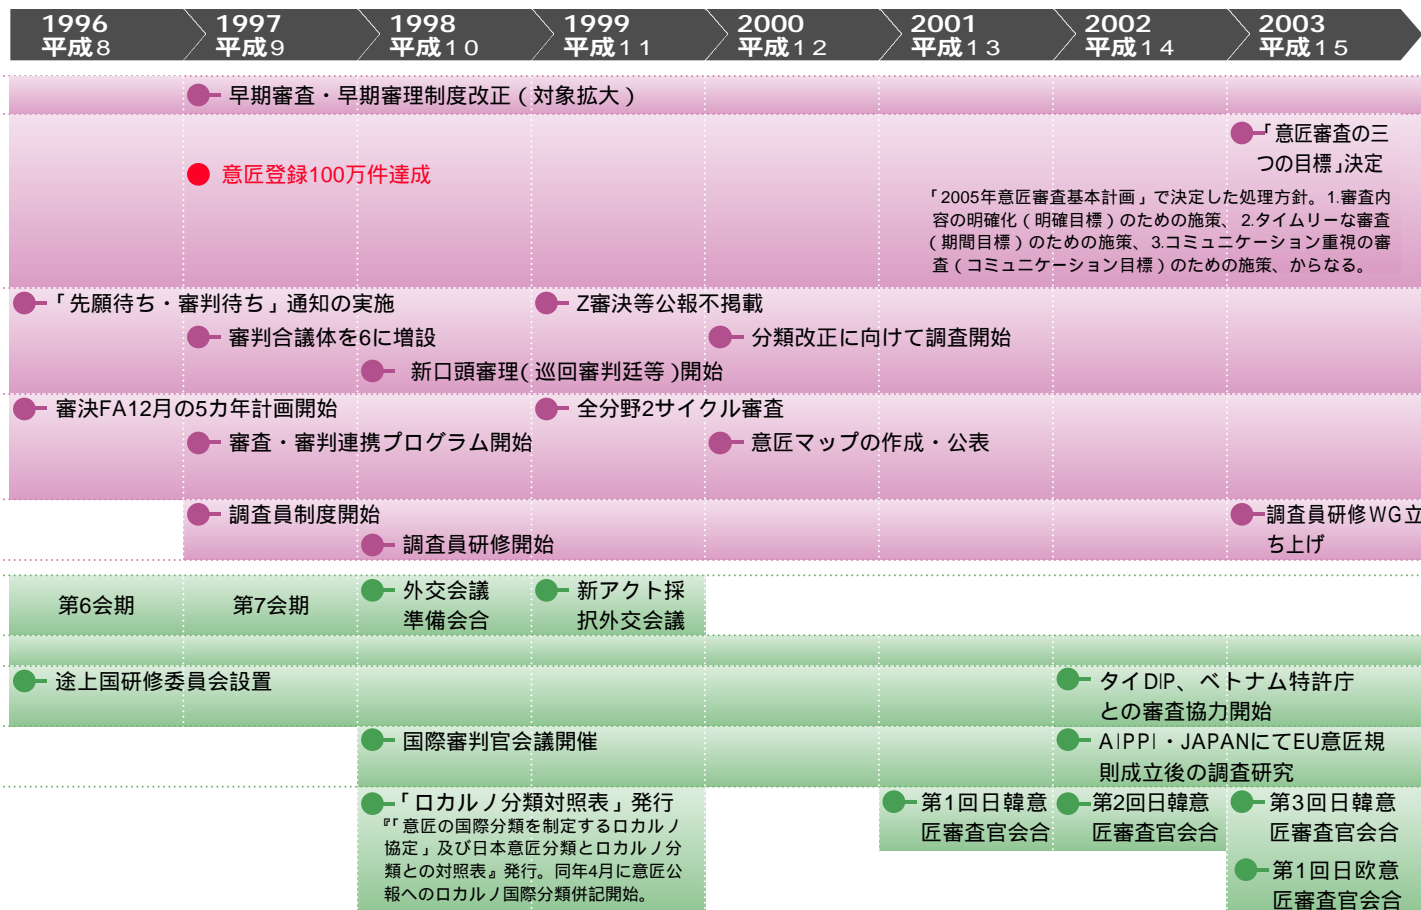 1996 1997 1998 1999 2000 2001 2002 2003
平成8 平成9 平成10 平成11 平成12 平成13 平成14 平成15
早期審査・早期審理制度改正(対象拡大)
意匠登録100万件達成
「意匠審査の三
つの目標」決定
「2005年意匠審査基本計画」で決定した処理方針。1.審査内
容の明確化(明確目標)のための施策、2.タイムリーな審査
(期間目標)のための施策、3.コミュニケーション重視の審
査(コミュニケーション目標)のための施策、からなる。
「先願待ち・審判待ち」通知の実施
Z審決等公報不掲載
審判合議体を6に増設
分類改正に向けて調査開始
新口頭審理(巡回審判廷等)開始
審決FA12月の5カ年計画開始
全分野2サイクル審査
審査・審判連携プログラム開始
意匠マップの作成・公表
調査員制度開始
調査員研修開始
調査員研修WG立
ち上げ
第6会期
第7会期
外交会議
準備会合
新アクト採
択外交会議
途上国研修委員会設置
タイDIP、ベトナム特許庁
との審査協力開始
国際審判官会議開催
AIPPI・JAPANにてEU意匠規
則成立後の調査研究
「ロカルノ分類対照表」発行
『「意匠の国際分類を制定するロカルノ
協定」及び日本意匠分類とロカルノ分
類との対照表』発行。同年4月に意匠公
報へのロカルノ国際分類併記開始。
第1回日韓意
匠審査官会合
第2回日韓意
匠審査官会合
第3回日韓意
匠審査官会合
第1回日欧意
匠審査官会合